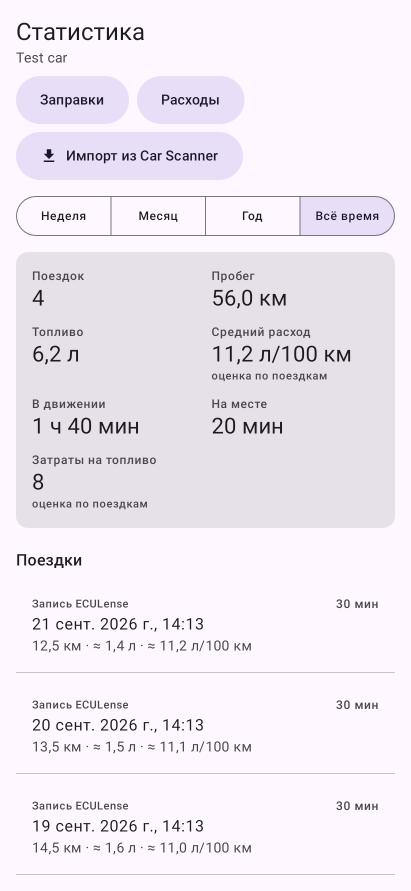 Статистика
Test car
Заправки Расходы
Импорт из Car Scanner
Неделя Месяц Год Всё время
Поездок Пробег
4 56,0 км
Топливо Средний расход
6,2 л 11,2 л/100 км
оценка по поездкам
В движении На месте
1 ч 40 мин 20 мин
Затраты на топливо
8
оценка по поездкам
Поездки
Запись ECULense 30 мин
21 сент. 2026 г., 14:13
12,5 км · ≈ 1,4 л · ≈ 11,2 л/100 км
Запись ECULense 30 мин
20 сент. 2026 г., 14:13
13,5 км · ≈ 1,5 л · ≈ 11,1 л/100 км
Запись ECULense 30 мин
19 сент. 2026 г., 14:13
14,5 км · ≈ 1,6 л · ≈ 11,0 л/100 км